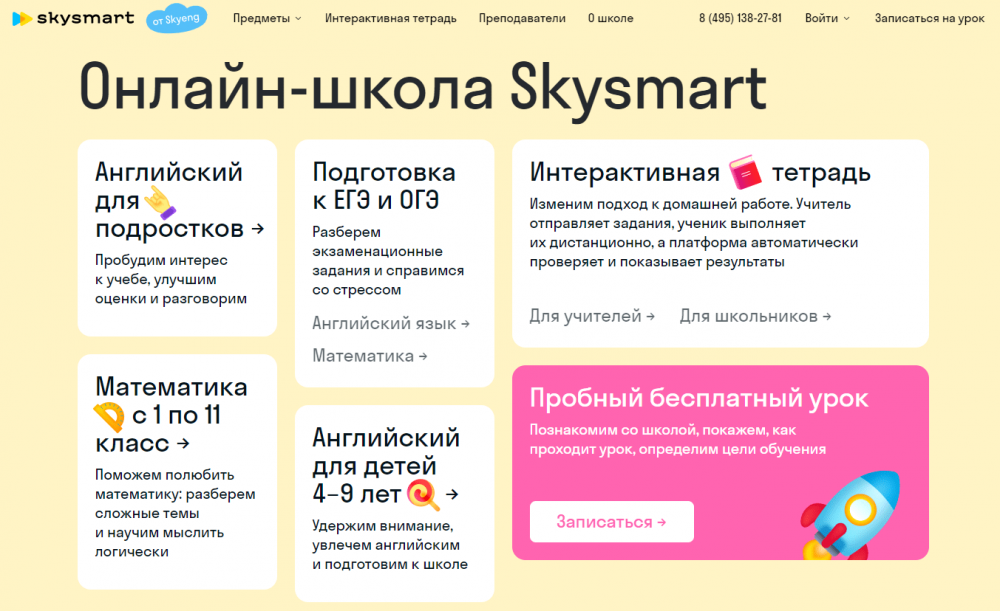 skysmart
от Skyeng
Предметы
Интерактивная тетрадь
Преподаватели
О школе
8 (495) 138-27-81
Войти
Записаться на урок
Онлайн-школа Skysmart
Английский
для
подростков →
Пробудим интерес
к учебе, улучшим
оценки и разговорим
Математика
с 1 по 11
класс →
Поможем полюбить
математику: разберем
сложные темы
и научим мыслить
логически
Подготовка
к ЕГЭ и ОГЭ
Разберем
экзаменационные
задания и справимся
со стрессом
Английский язык →
Математика →
Английский
для детей
4–9 лет →
Удержим внимание,
увлечем английским
и подготовим к школе
Интерактивная тетрадь
Изменим подход к домашней работе. Учитель
отправляет задания, ученик выполняет
их дистанционно, а платформа автоматически
проверяет и показывает результаты
Для учителей →
Для школьников →
Пробный бесплатный урок
Познакомим со школой, покажем, как
проходит урок, определим цели обучения
Записаться →